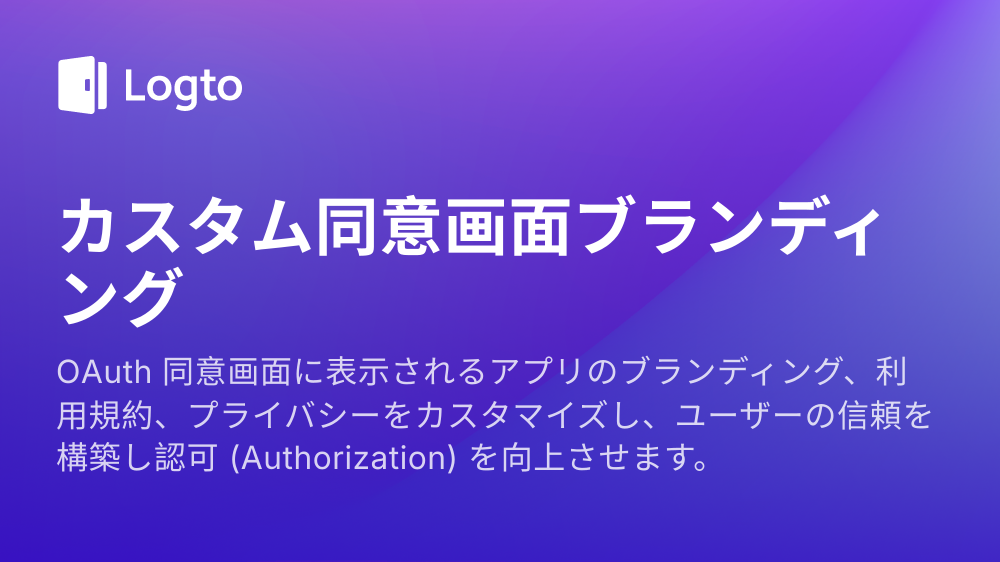 Logto
カスタム同意画面ブランディ
ング
OAuth 同意画面に表示されるアプリのブランディング、利
用規約、プライバシーをカスタマイズし、ユーザーの信頼を
構築し認可 (Authorization) を向上させます。